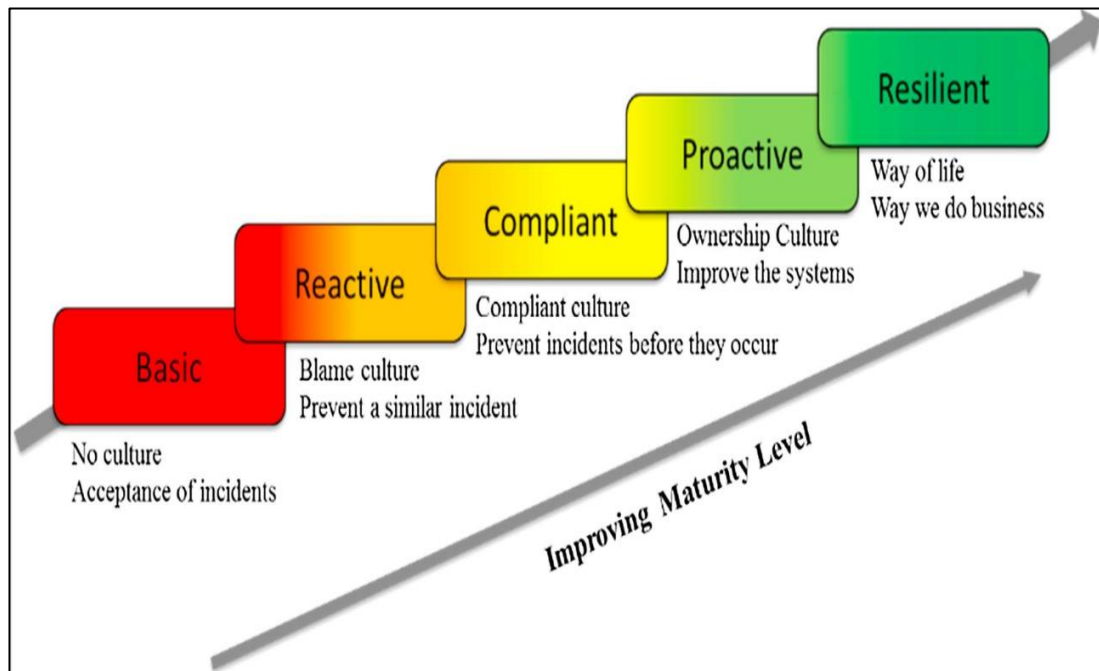 Basic
No culture
Acceptance of incidents
Reactive
Blame culture
Prevent a similar incident
Compliant
Compliant culture
Prevent incidents before they occur
Proactive
Ownership Culture
Improve the systems
Resilient
Way of life
Way we do business
Improving Maturity Level